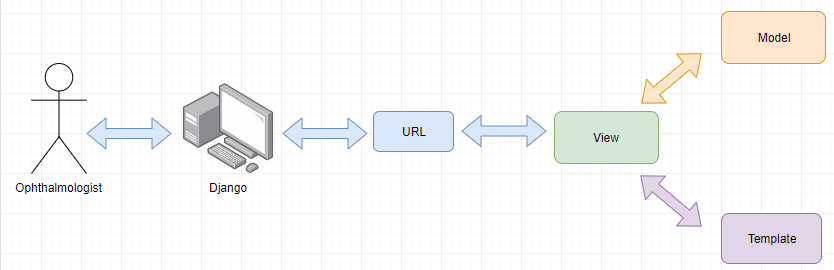 Ophthalmologist
Django
URL
View
Model
Template